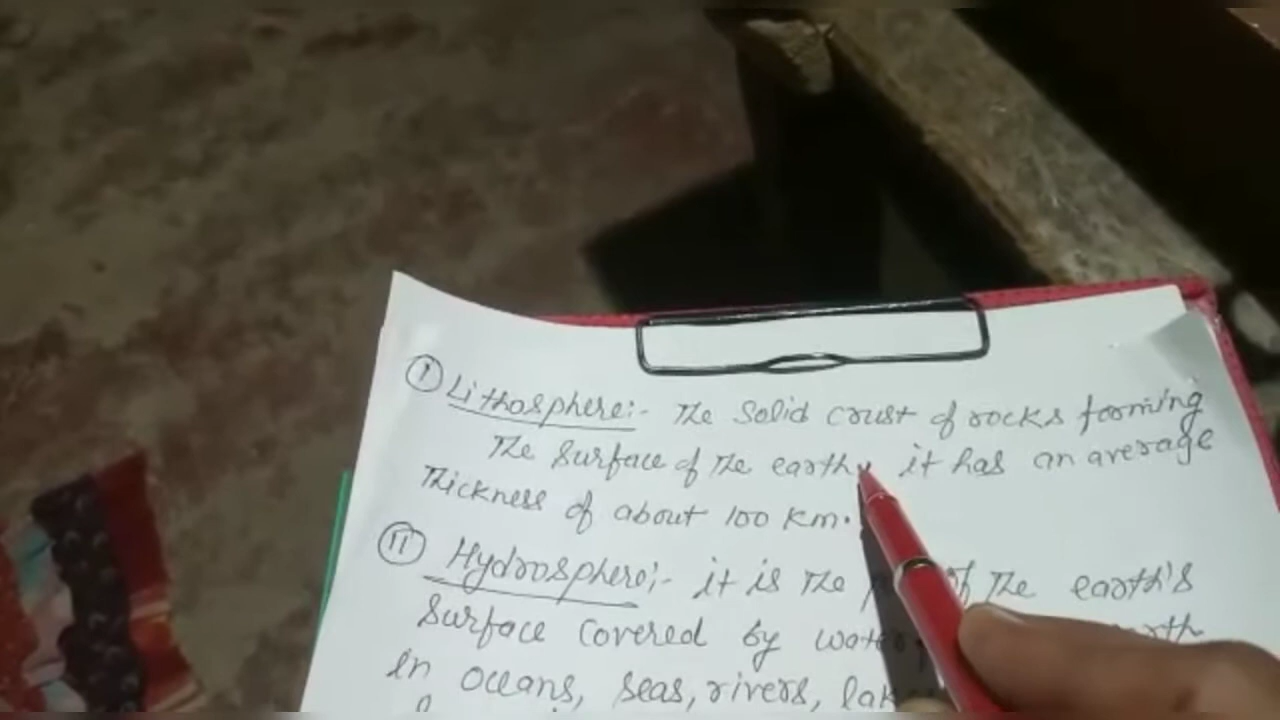 I Lithosphere:- The solid crust of rocks forming
The surface of The earth, it has an average
Thickness of about 100 km.
II Hydrosphere:- it is The of The earth's
Surface covered by water
in oceans, seas, rivers,